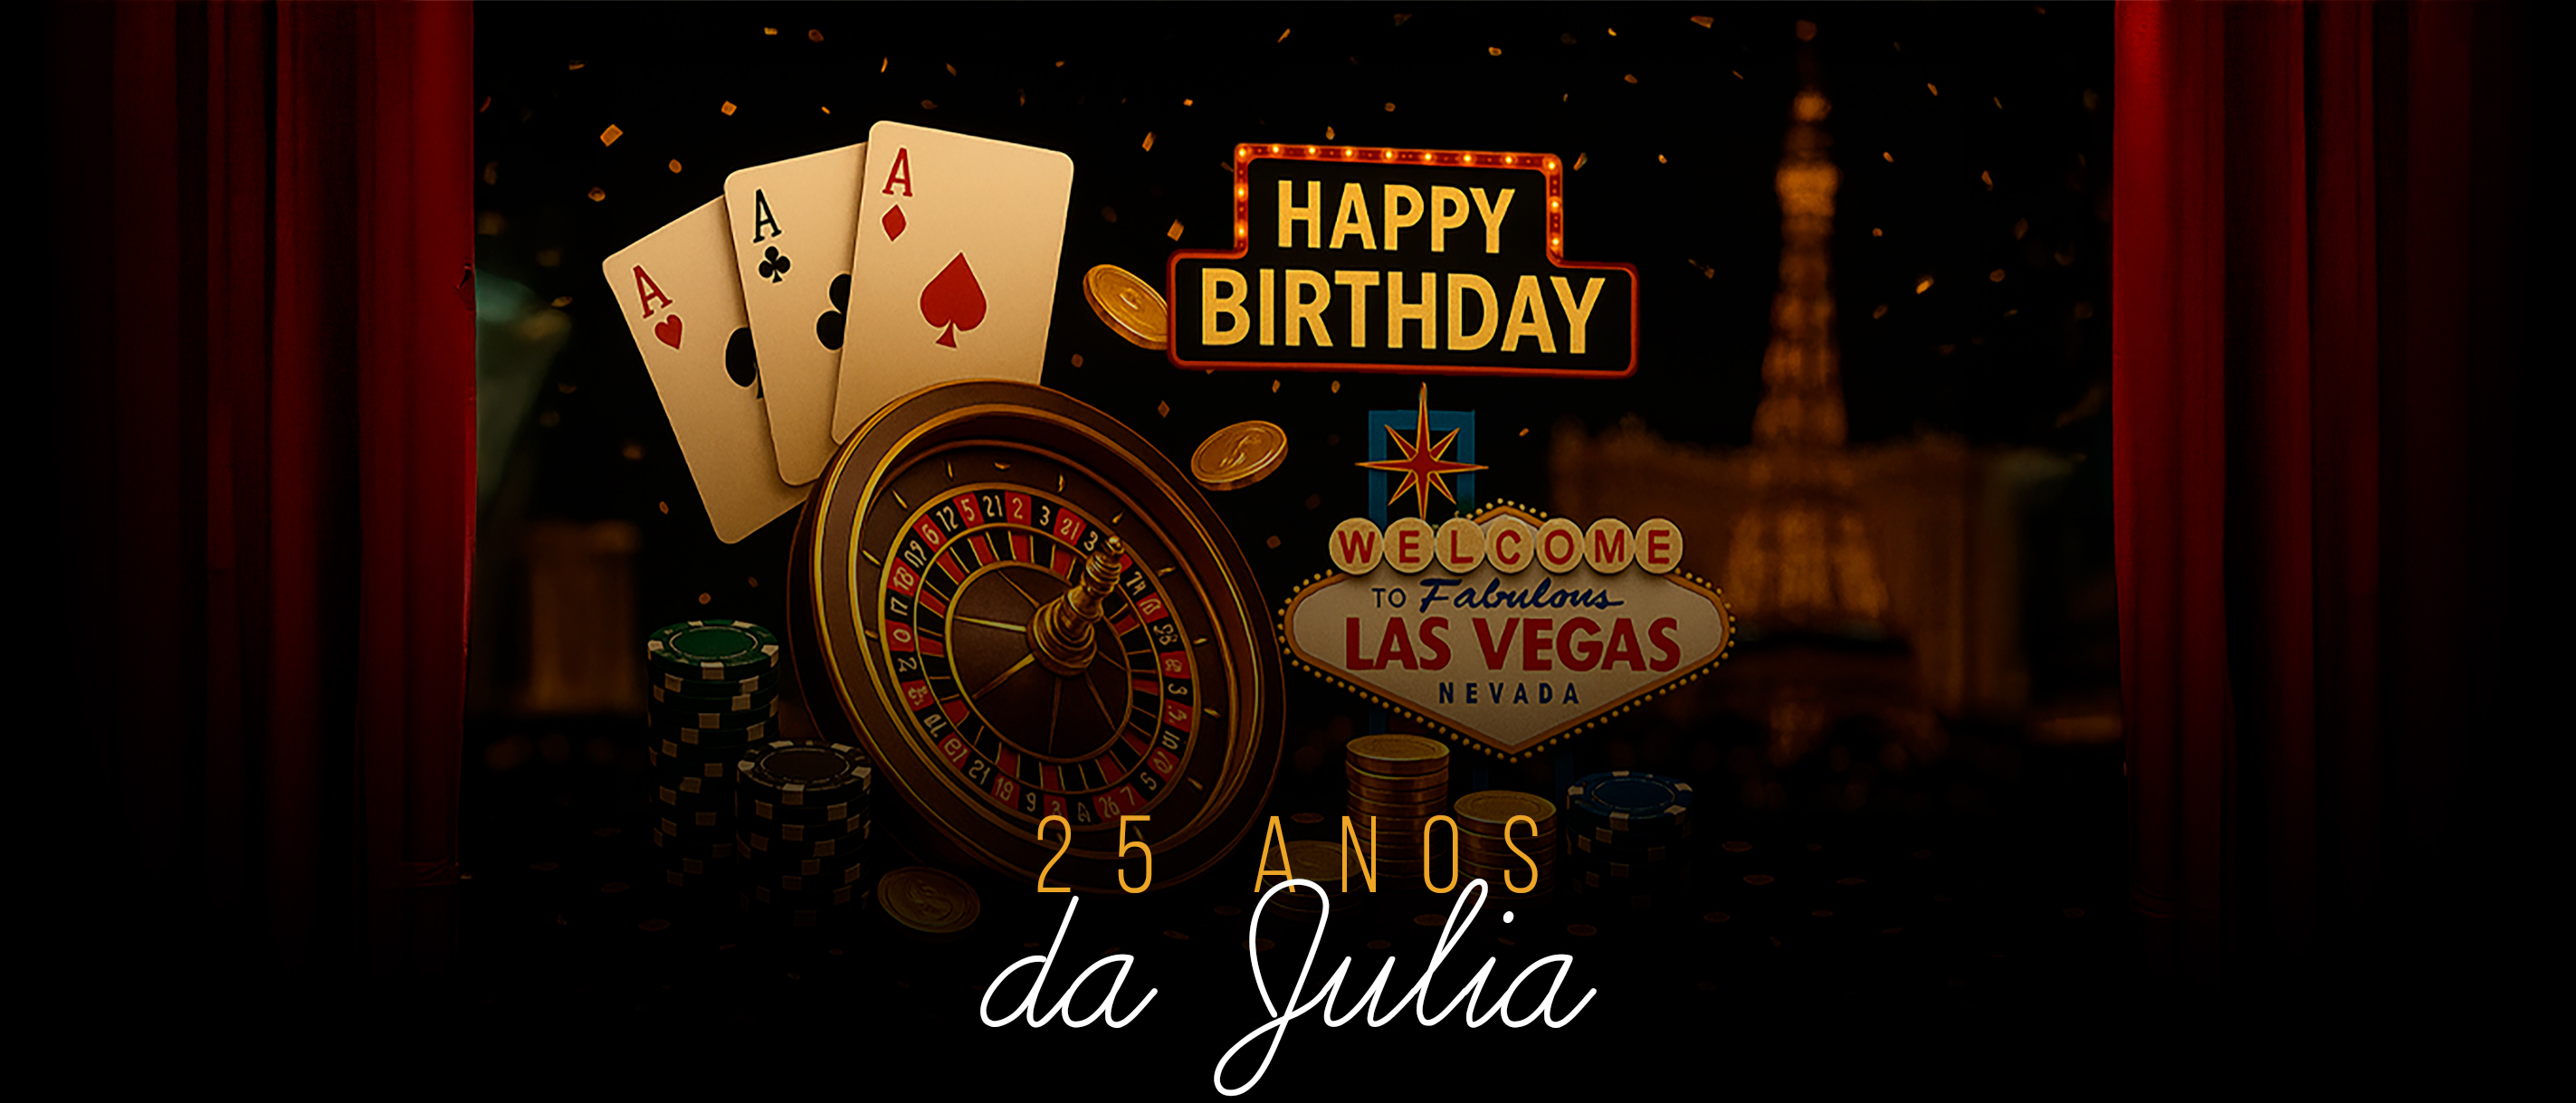 A
A
A
HAPPY
BIRTHDAY
WELCOME
TO Fabulous
LAS VEGAS
NEVADA
25 ANOS
da Julia